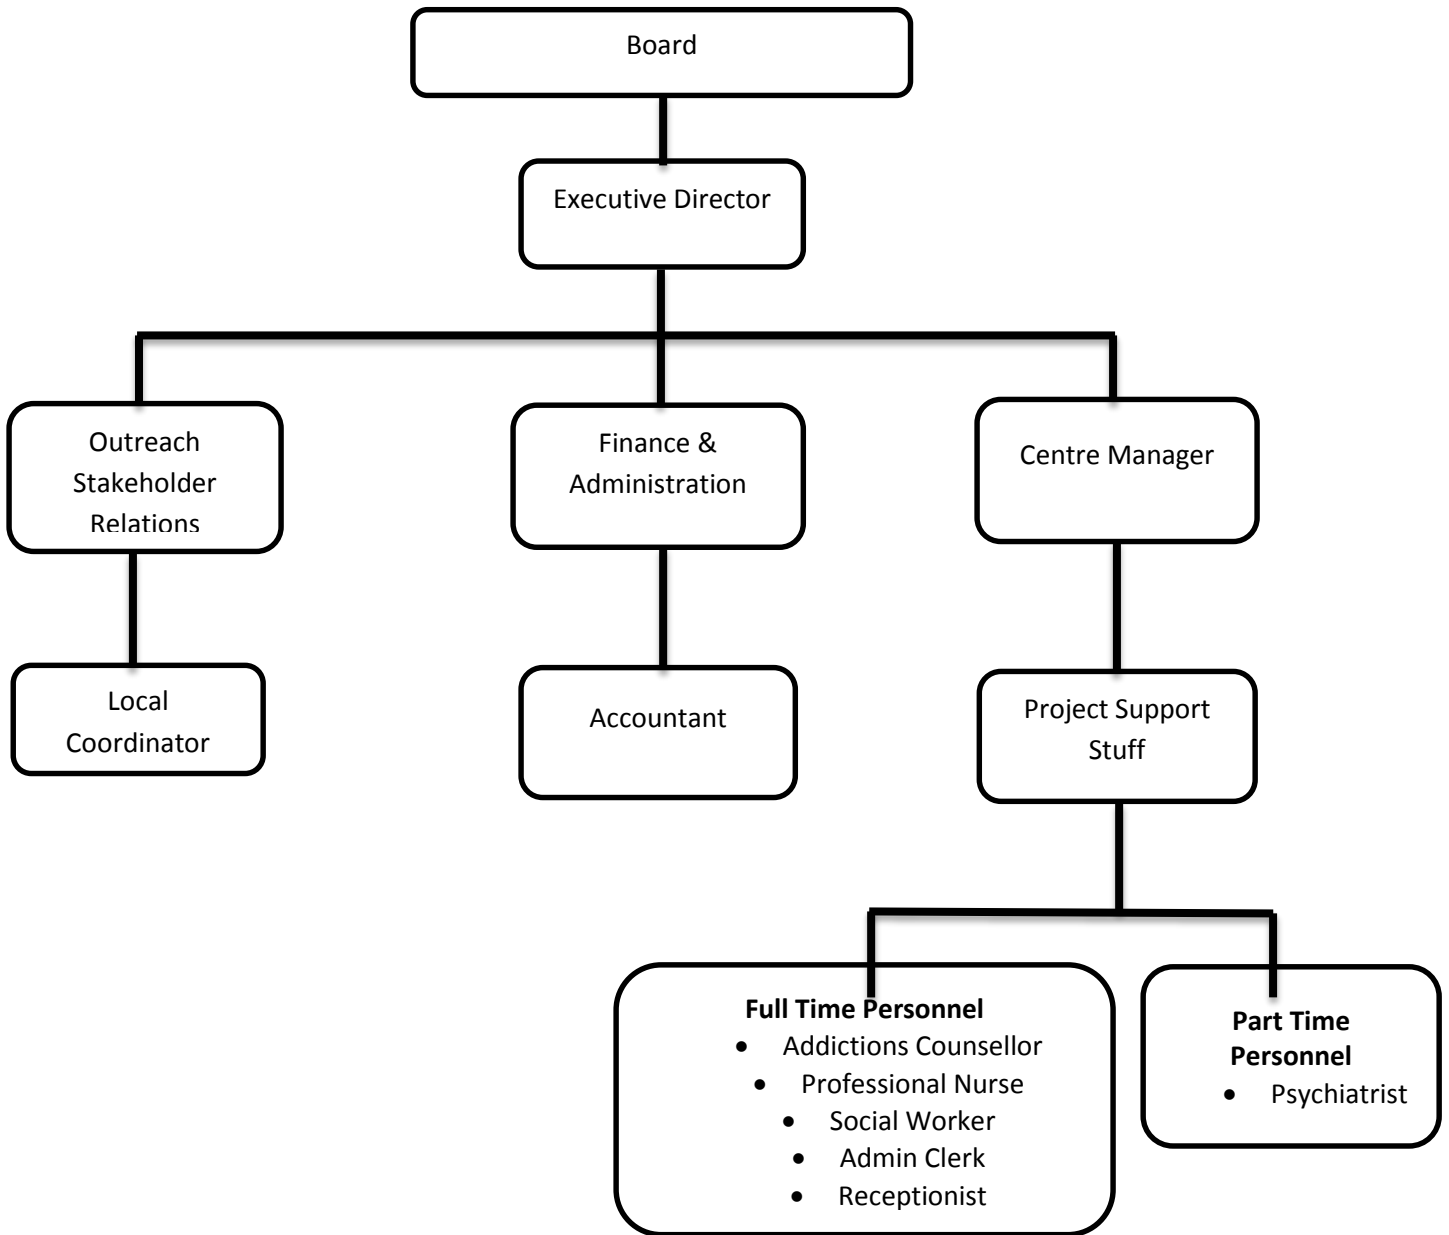 Board
Executive Director
Outreach
Stakeholder
Relations
Finance &
Administration
Centre Manager
Local
Coordinator
Accountant
Project Support
Stuff
Full Time Personnel
• Addictions Counsellor
• Professional Nurse
• Social Worker
• Admin Clerk
• Receptionist
Part Time
Personnel
• Psychiatrist